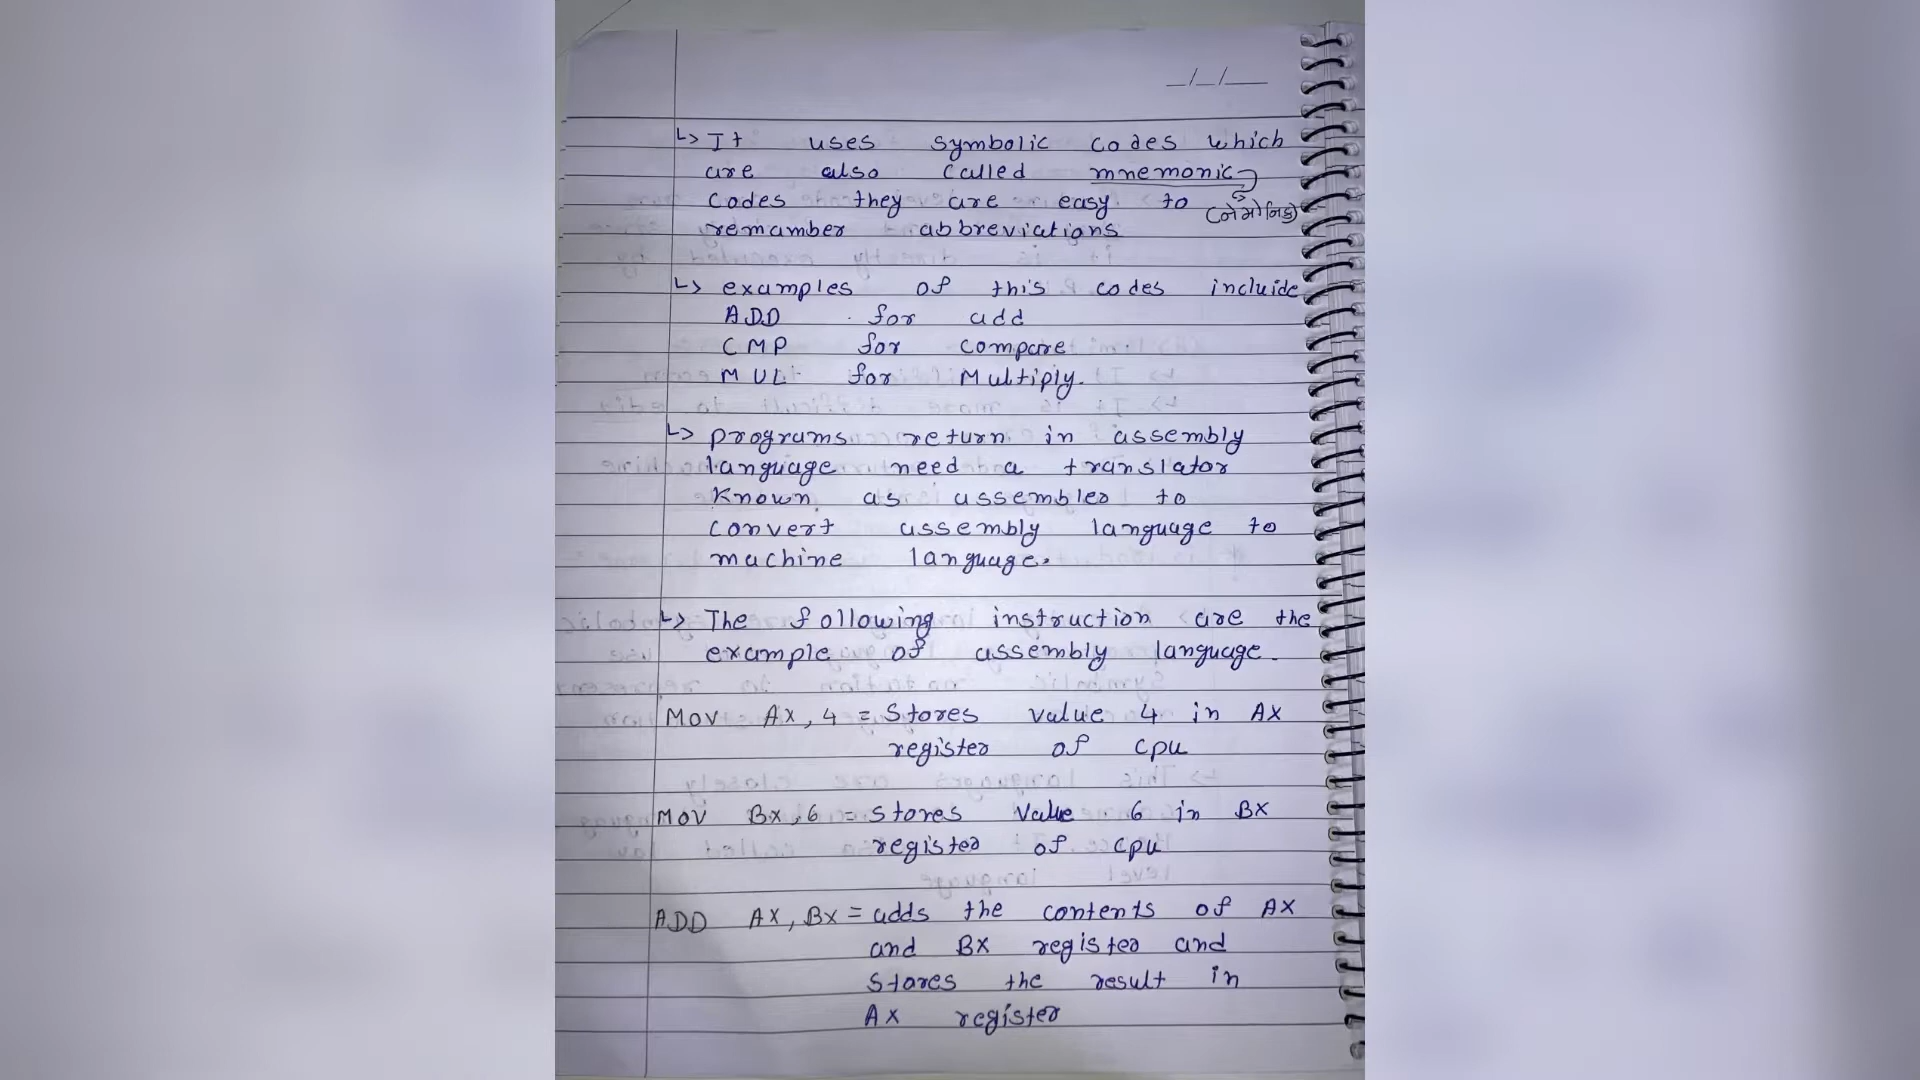 _/_/__
↳ It uses symbolic codes which
are also called mnemonic
codes they are easy to
(નેમોનિક)
remamber abbreviations
↳ examples of this codes incluide
ADD for add
CMP for compare
MUL for Multiply.
↳ programs return in assembly
language need a translator
Known as assembler to
convert assembly language to
machine language.
↳ The following instruction are the
example of assembly language.
MOV AX, 4 = Stores value 4 in AX
register of cpu
MOV BX, 6 = stores Value 6 in BX
register of cpu
ADD AX, BX = adds the contents of AX
and BX register and
stores the result in
AX register